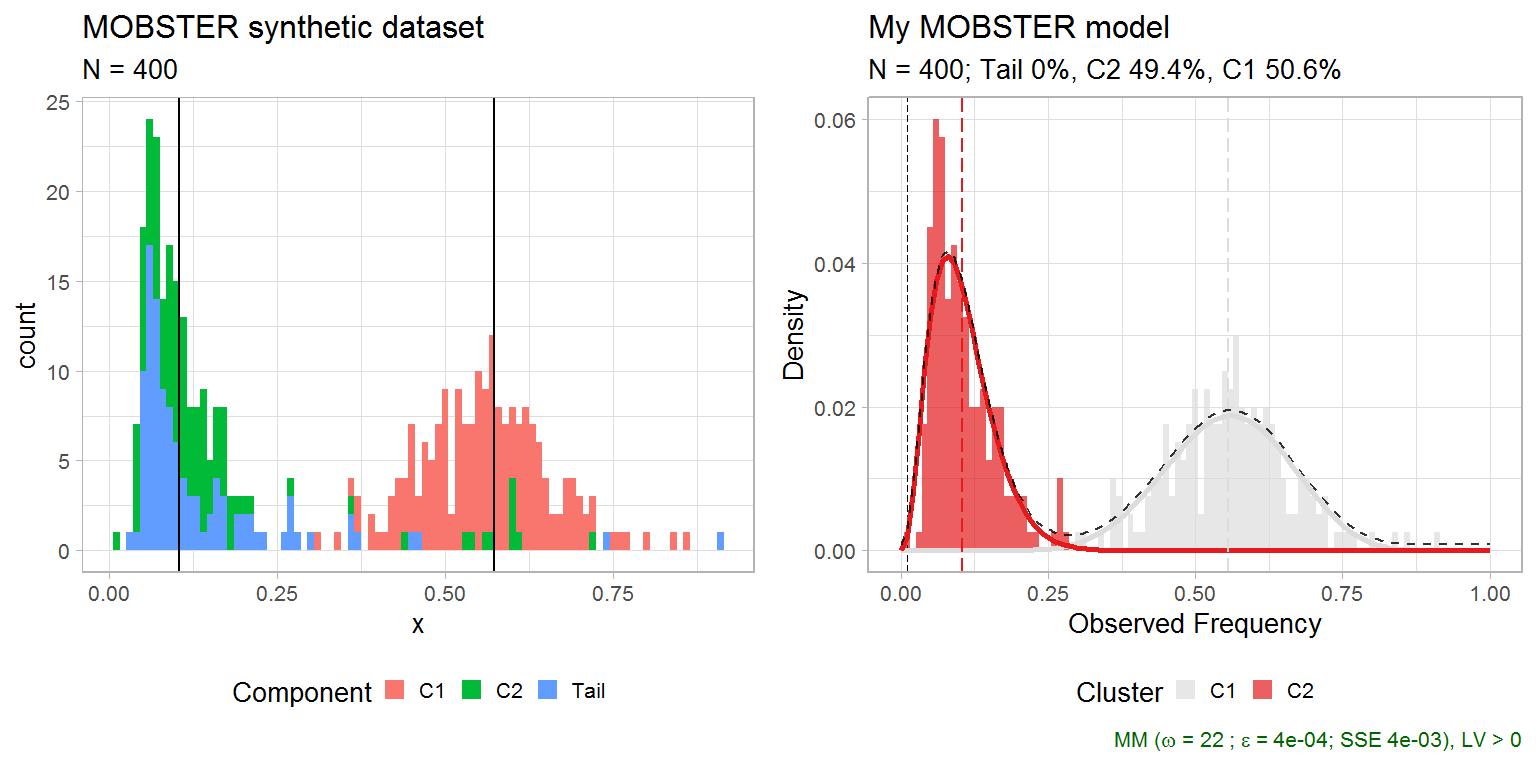 MOBSTER synthetic dataset
N = 400
25
20
15
10
5
0
count
0.00 0.25 0.50 0.75
x
Component C1 C2 Tail
My MOBSTER model
N = 400; Tail 0%, C2 49.4%, C1 50.6%
0.06
0.04
0.02
0.00
Density
0.00 0.25 0.50 0.75 1.00
Observed Frequency
Cluster C1 C2
MM (ω = 22 ; ε = 4e-04; SSE 4e-03), LV > 0